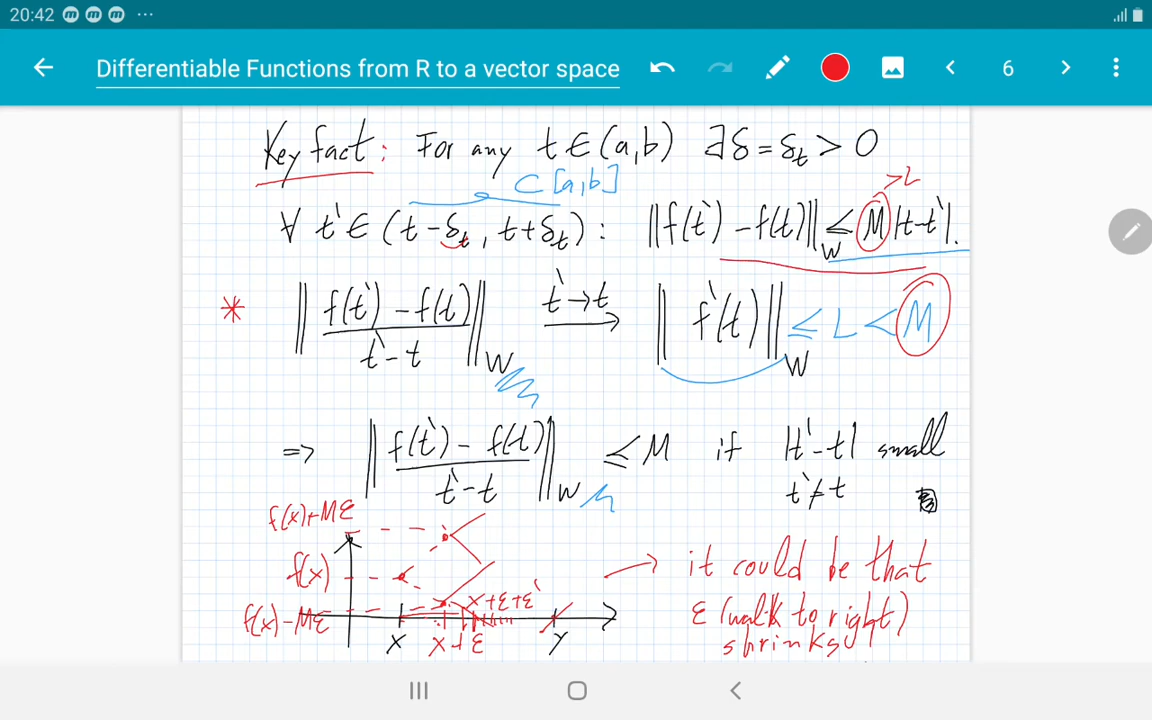 20:42
Differentiable Functions from R to a vector space
6
Key fact: For any t ∈ (a,b) ∃δ = δ_t > 0
⊂ [a,b]
> L
∀ t' ∈ (t - δ_t, t + δ_t) : ‖f(t') - f(t)‖_W ≤ M |t - t'|.
* ‖(f(t') - f(t))/(t' - t)‖_W →(t' → t) ‖f'(t)‖_W ≤ L < M
⇒ ‖(f(t') - f(t))/(t' - t)‖_W ≤ M if |t' - t| small
t' ≠ t
f(x)+Mε
f(x)
f(x)-Mε
x
x+ε
x+ε+ε'
y
→ it could be that
ε (walk to right)
shrinks